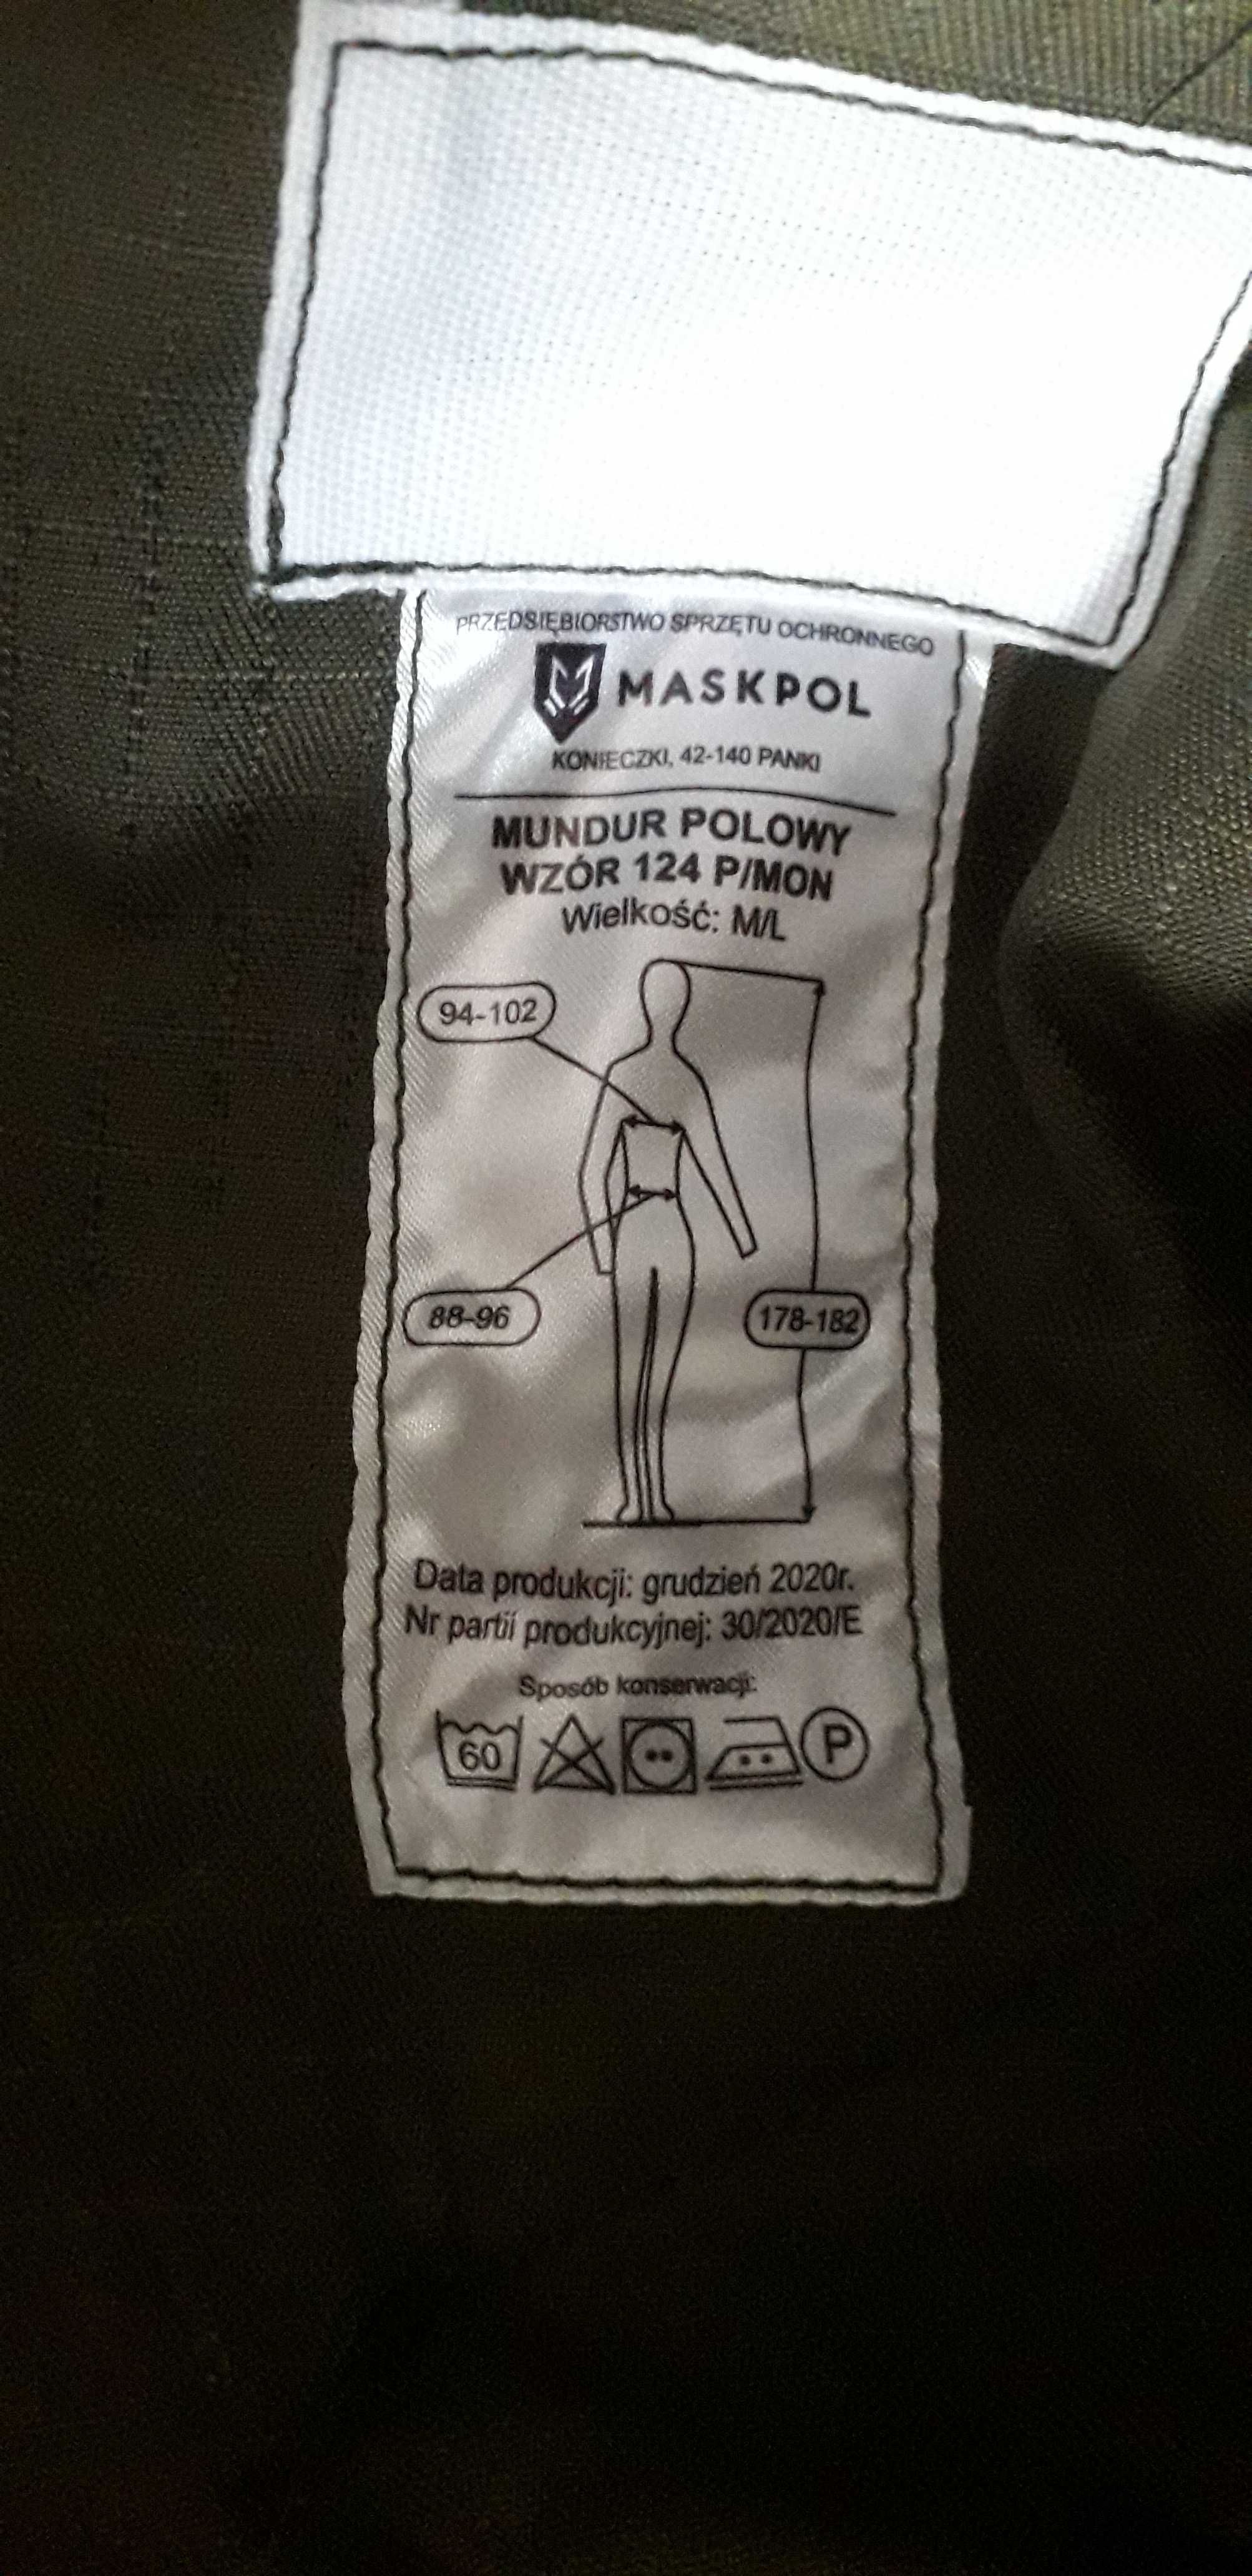 PRZEDSIĘBIORSTWO SPRZĘTU OCHRONNEGO
MASKPOL
KONIECZKI, 42-140 PANKI
MUNDUR POLOWY
WZÓR 124 P/MON
Wielkość: M/L
94-102
88-96
178-182
Data produkcji: grudzień 2020r.
Nr partii produkcyjnej: 30/2020/E
Sposób konserwacji:
60
P